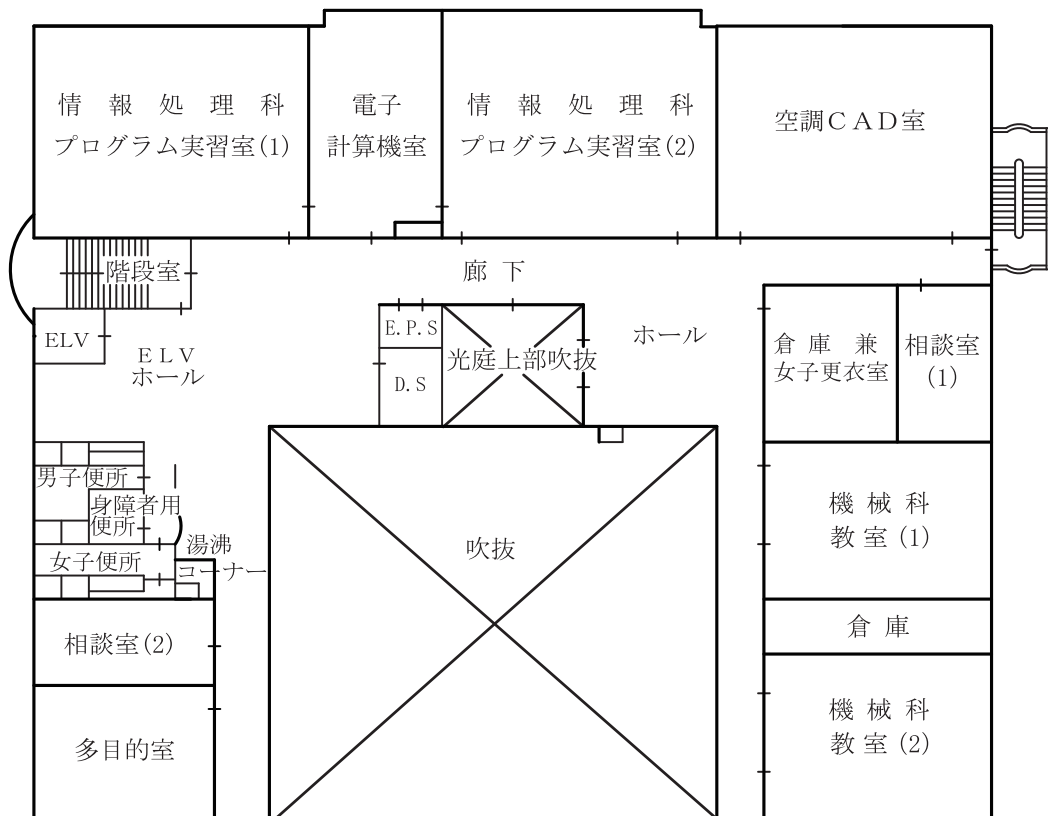 情報処理科
プログラム実習室(1)
電子
計算機室
情報処理科
プログラム実習室(2)
空調CAD室
階段室
廊下
ELV
ELV
ホール
E.P.S
D.S
光庭上部吹抜
ホール
倉庫兼
女子更衣室
相談室
(1)
男子便所
身障者用
便所
女子便所
湯沸
コーナー
吹抜
機械科
教室(1)
倉庫
相談室(2)
機械科
教室(2)
多目的室